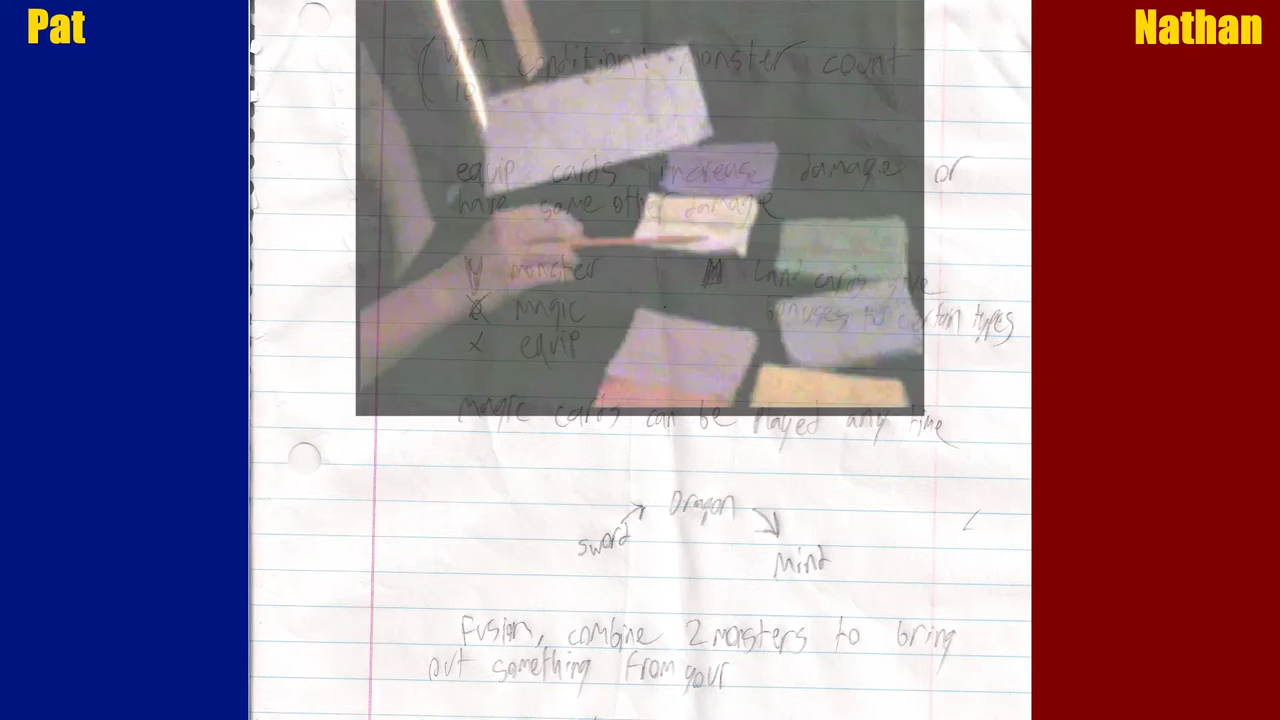 Pat
Nathan
(Win condition: Monster count
10
equip cards increase damage or
have some other damage
monster
Land cards give
magic
bonuses to certain types
x equip
magic cards can be played any time
Dragon
sword
Mind
Fusion, combine 2 monsters to bring
out something from your